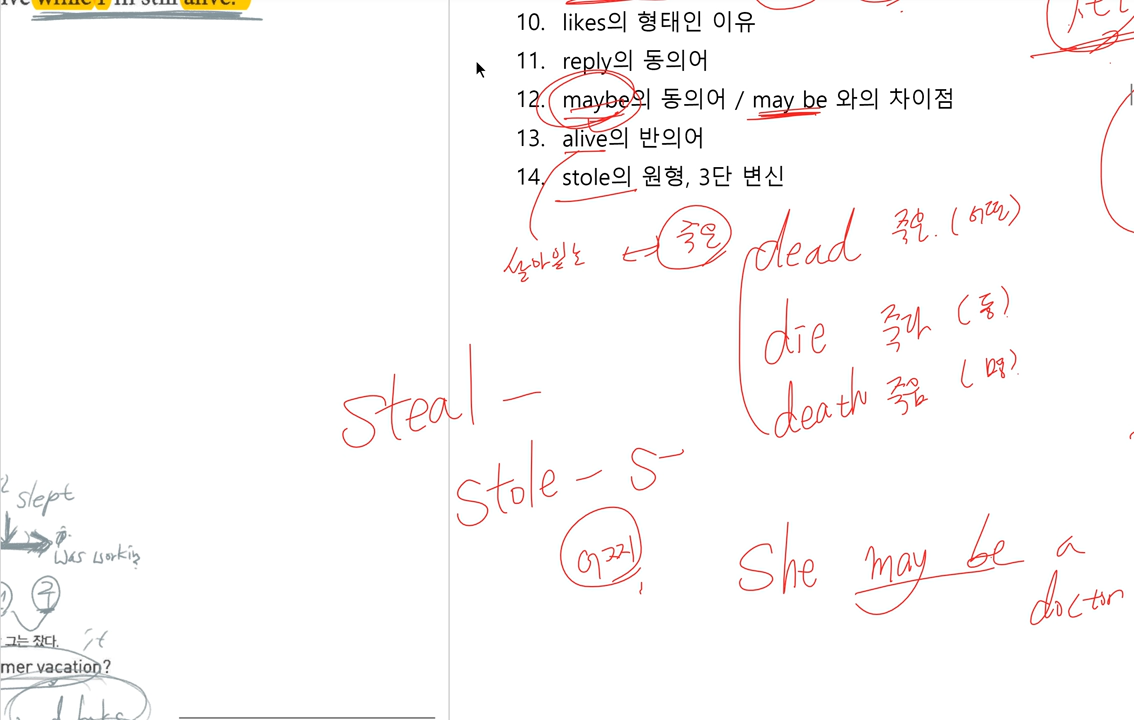 while I'm still alive.
10. likes의 형태인 이유
11. reply의 동의어
12. maybe의 동의어 / may be 와의 차이점
13. alive의 반의어
14. stole의 원형, 3단 변신
살아있는
죽은
dead 죽은.
die 죽다 (동)
death 죽음 (명)
steal -
stole - s
She may be a
doctor
slept
was workin
그는 잤다. it
mer vacation?